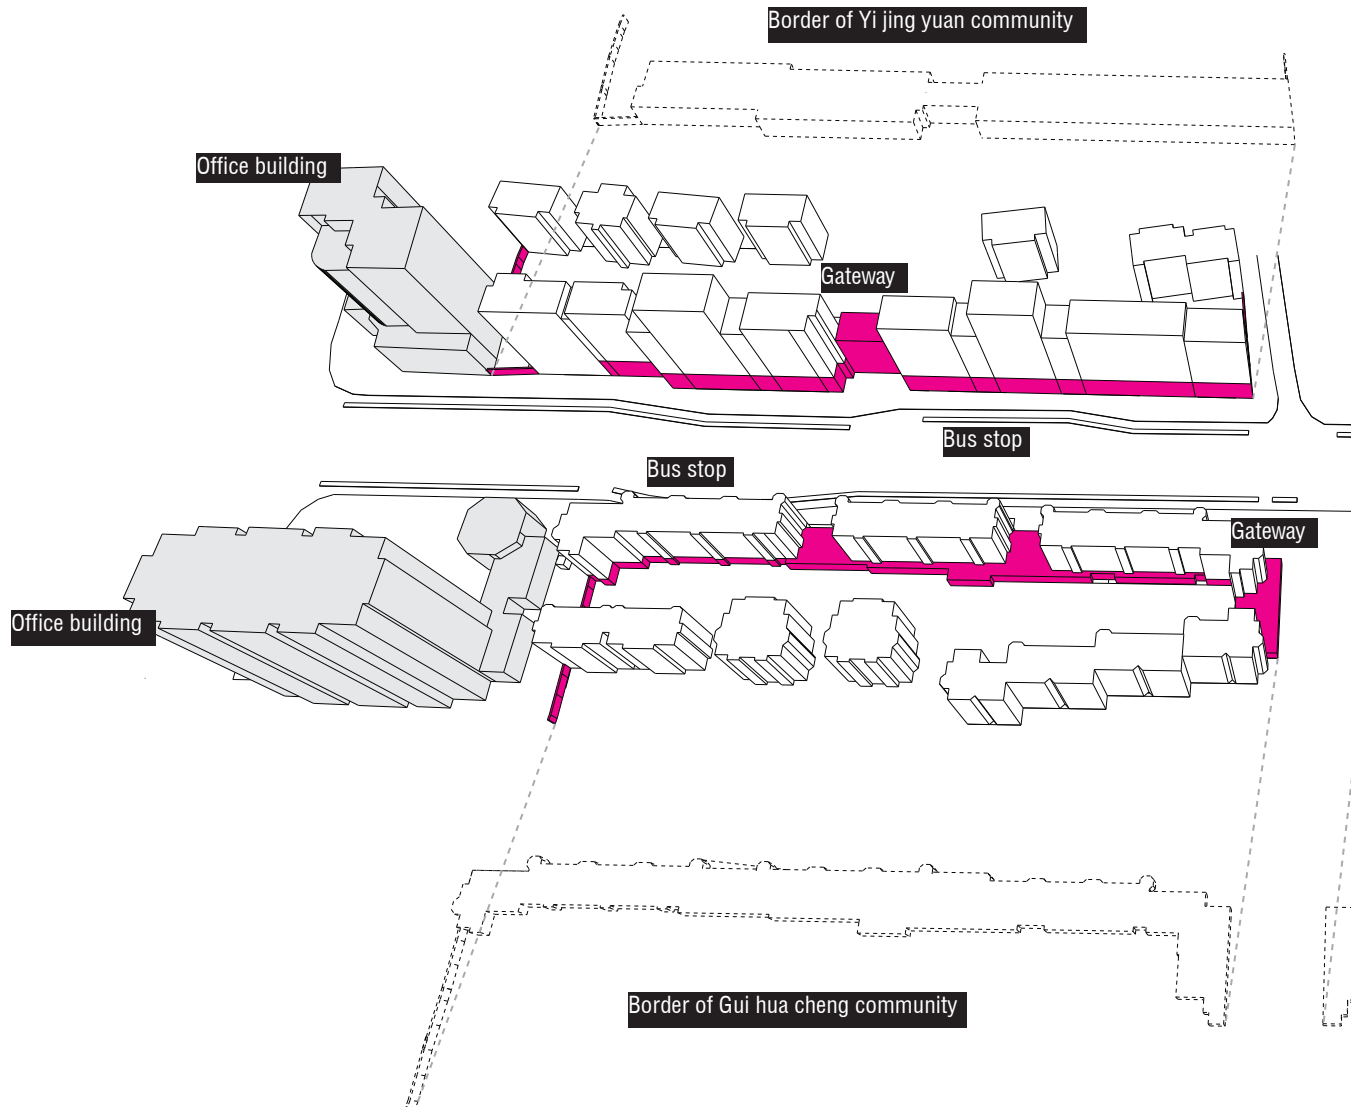 Border of Yi jing yuan community
Office building
Gateway
Bus stop
Bus stop
Gateway
Office building
Border of Gui hua cheng community